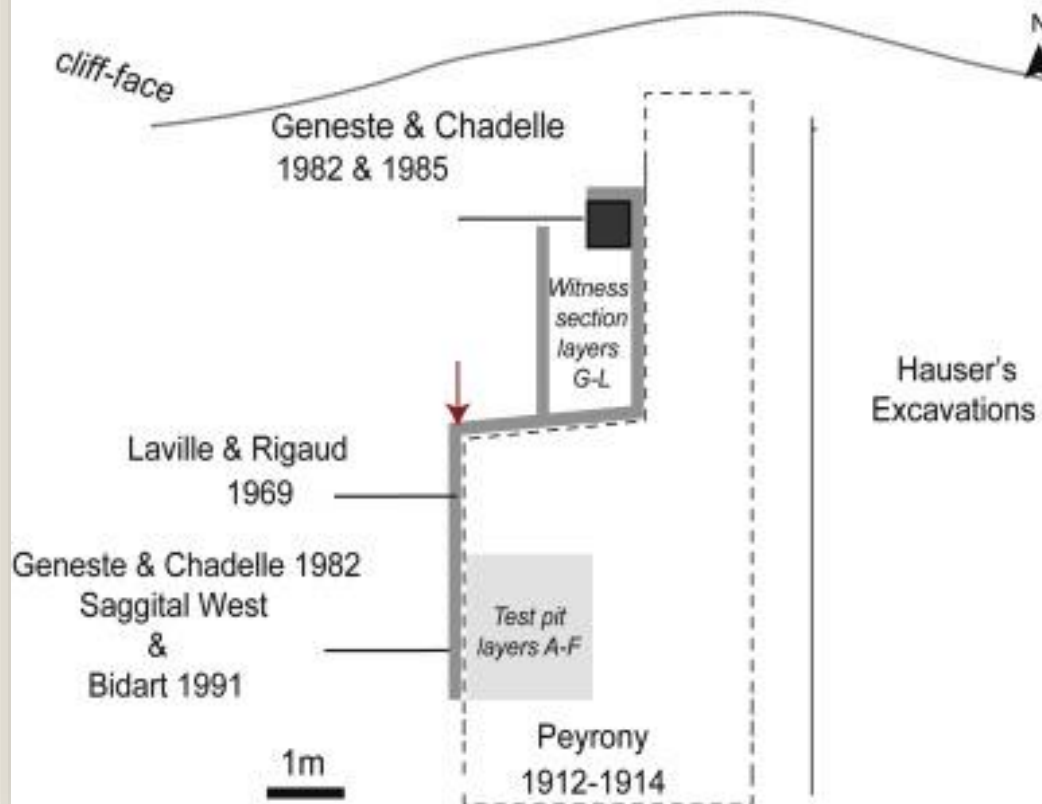 N
cliff-face
Geneste & Chadelle
1982 & 1985
Witness
section
layers
G-L
Hauser's
Excavations
Laville & Rigaud
1969
Geneste & Chadelle 1982
Saggital West
&
Bidart 1991
Test pit
layers A-F
Peyrony
1912-1914
1m